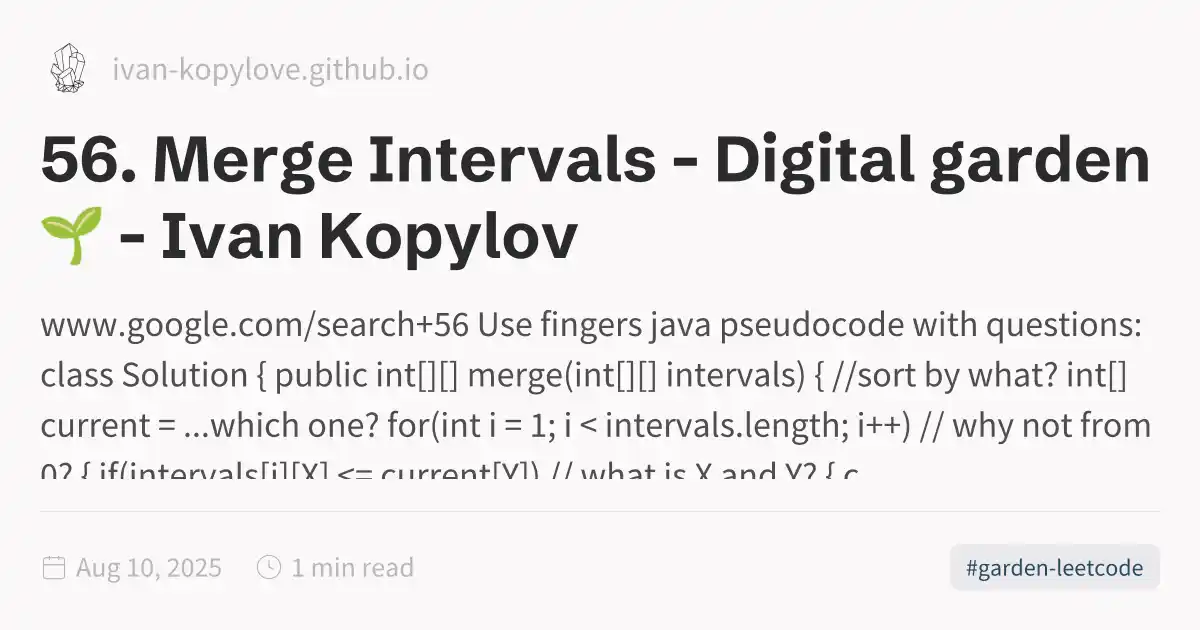 ivan-kopylove.github.io
56. Merge Intervals - Digital garden
🌱 - Ivan Kopylov
www.google.com/search+56 Use fingers java pseudocode with questions:
class Solution { public int[][] merge(int[][] intervals) { //sort by what? int[]
current = ...which one? for(int i = 1; i < intervals.length; i++) // why not from
0? { if(intervals[i][X] <= current[Y]) // what is X and Y? { c
Aug 10, 2025
1 min read
#garden-leetcode